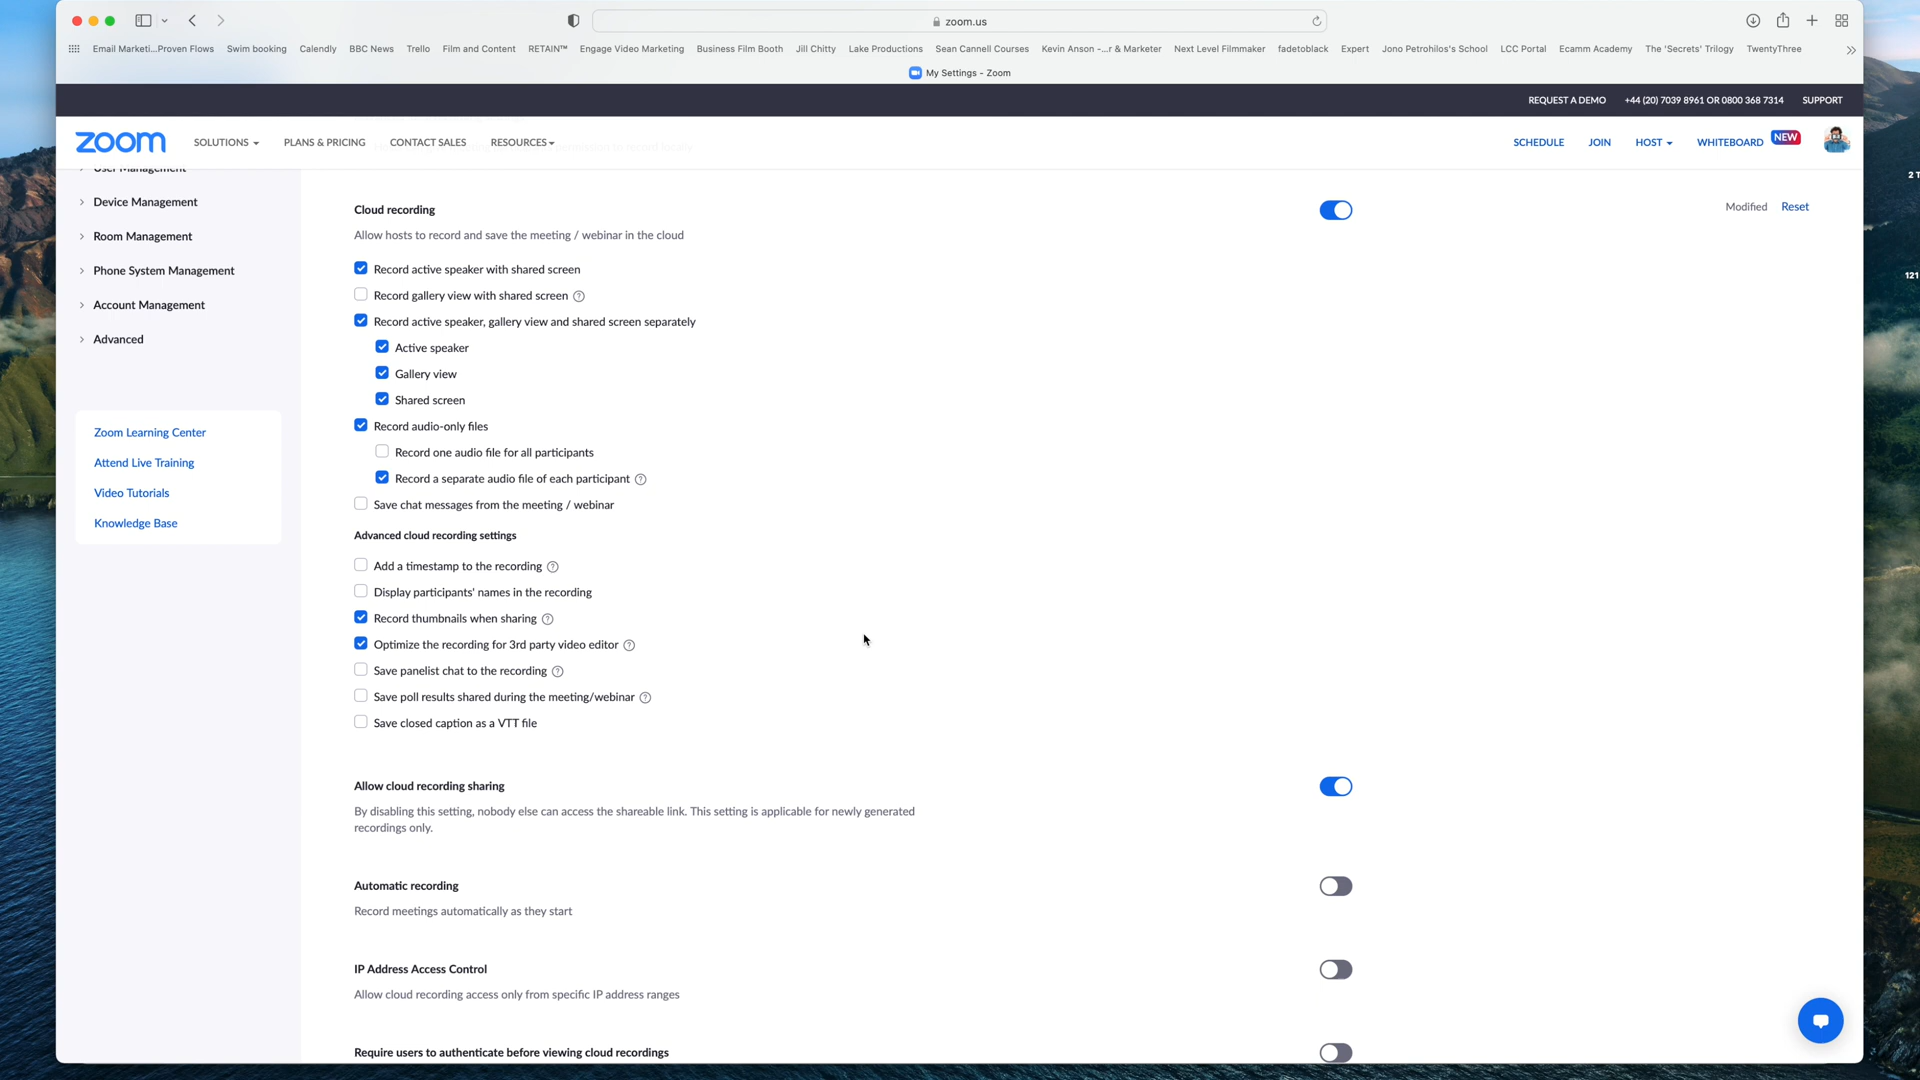 zoom.us
Email Marketi...Proven Flows Swim booking Calendly BBC News Trello Film and Content RETAIN™ Engage Video Marketing Business Film Booth Jill Chitty Lake Productions Sean Cannell Courses Kevin Anson -...r & Marketer Next Level Filmmaker fadetoblack Expert Jono Petrohilos's School LCC Portal Ecamm Academy The 'Secrets' Trilogy TwentyThree
My Settings - Zoom
REQUEST A DEMO +44 (20) 7039 8961 OR 0800 368 7314 SUPPORT
zoom SOLUTIONS PLANS & PRICING CONTACT SALES RESOURCES SCHEDULE JOIN HOST WHITEBOARD NEW
User Management
Device Management
Room Management
Phone System Management
Account Management
Advanced
Zoom Learning Center
Attend Live Training
Video Tutorials
Knowledge Base
Cloud recording
Modified Reset
Allow hosts to record and save the meeting / webinar in the cloud
Record active speaker with shared screen
Record gallery view with shared screen ?
Record active speaker, gallery view and shared screen separately
Active speaker
Gallery view
Shared screen
Record audio-only files
Record one audio file for all participants
Record a separate audio file of each participant ?
Save chat messages from the meeting / webinar
Advanced cloud recording settings
Add a timestamp to the recording ?
Display participants' names in the recording
Record thumbnails when sharing ?
Optimize the recording for 3rd party video editor ?
Save panelist chat to the recording ?
Save poll results shared during the meeting/webinar ?
Save closed caption as a VTT file
Allow cloud recording sharing
By disabling this setting, nobody else can access the shareable link. This setting is applicable for newly generated
recordings only.
Automatic recording
Record meetings automatically as they start
IP Address Access Control
Allow cloud recording access only from specific IP address ranges
Require users to authenticate before viewing cloud recordings
2 T
121